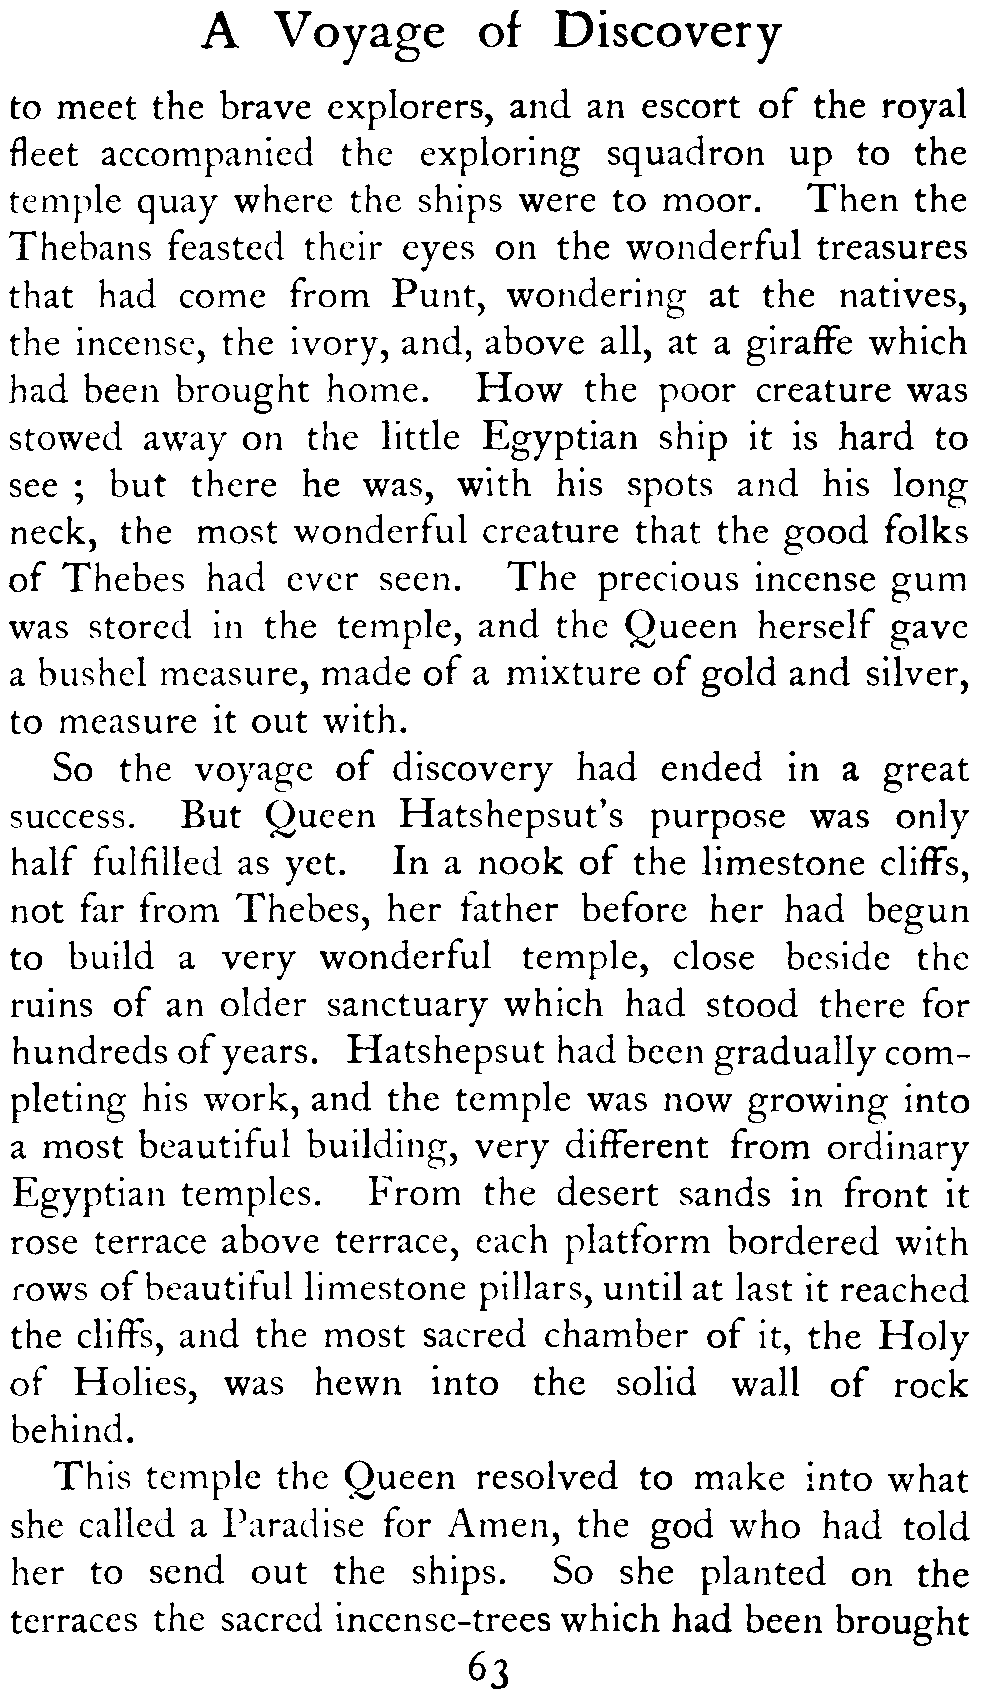 A Voyage of Discovery
to meet the brave explorers, and an escort of the royal
fleet accompanied the exploring squadron up to the
temple quay where the ships were to moor. Then the
Thebans feasted their eyes on the wonderful treasures
that had come from Punt, wondering at the natives,
the incense, the ivory, and, above all, at a giraffe which
had been brought home. How the poor creature was
stowed away on the little Egyptian ship it is hard to
see ; but there he was, with his spots and his long
neck, the most wonderful creature that the good folks
of Thebes had ever seen. The precious incense gum
was stored in the temple, and the Queen herself gave
a bushel measure, made of a mixture of gold and silver,
to measure it out with.
So the voyage of discovery had ended in a great
success. But Queen Hatshepsut's purpose was only
half fulfilled as yet. In a nook of the limestone cliffs,
not far from Thebes, her father before her had begun
to build a very wonderful temple, close beside the
ruins of an older sanctuary which had stood there for
hundreds of years. Hatshepsut had been gradually com-
pleting his work, and the temple was now growing into
a most beautiful building, very different from ordinary
Egyptian temples. From the desert sands in front it
rose terrace above terrace, each platform bordered with
rows of beautiful limestone pillars, until at last it reached
the cliffs, and the most sacred chamber of it, the Holy
of Holies, was hewn into the solid wall of rock
behind.
This temple the Queen resolved to make into what
she called a Paradise for Amen, the god who had told
her to send out the ships. So she planted on the
terraces the sacred incense-trees which had been brought
63